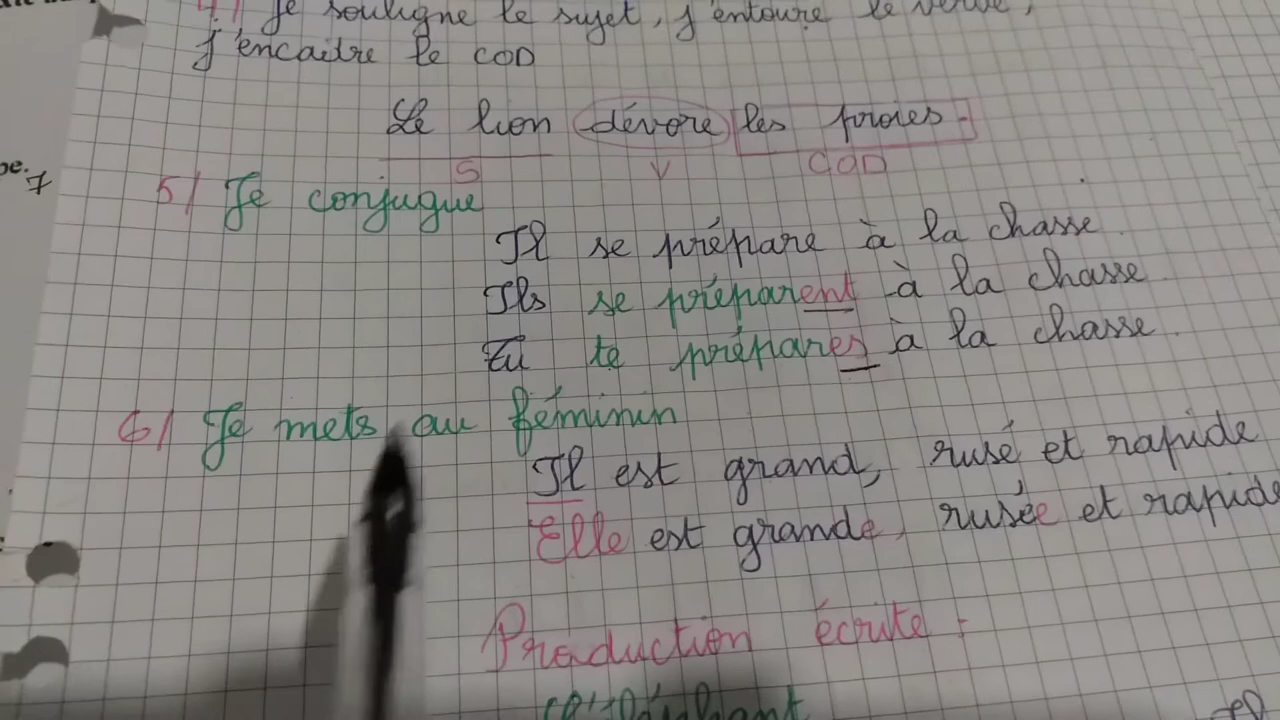 4/ Je souligne le sujet, j'entoure le verbe,
J'encadre le COD
Le lion dévore les proies.
S V COD
5/ Je conjugue
Il se prépare à la chasse.
Ils se préparent à la chasse.
Tu te prépares à la chasse.
6/ Je mets au féminin
Il est grand, rusé et rapide
Elle est grande, rusée et rapide
Production écrite :
7